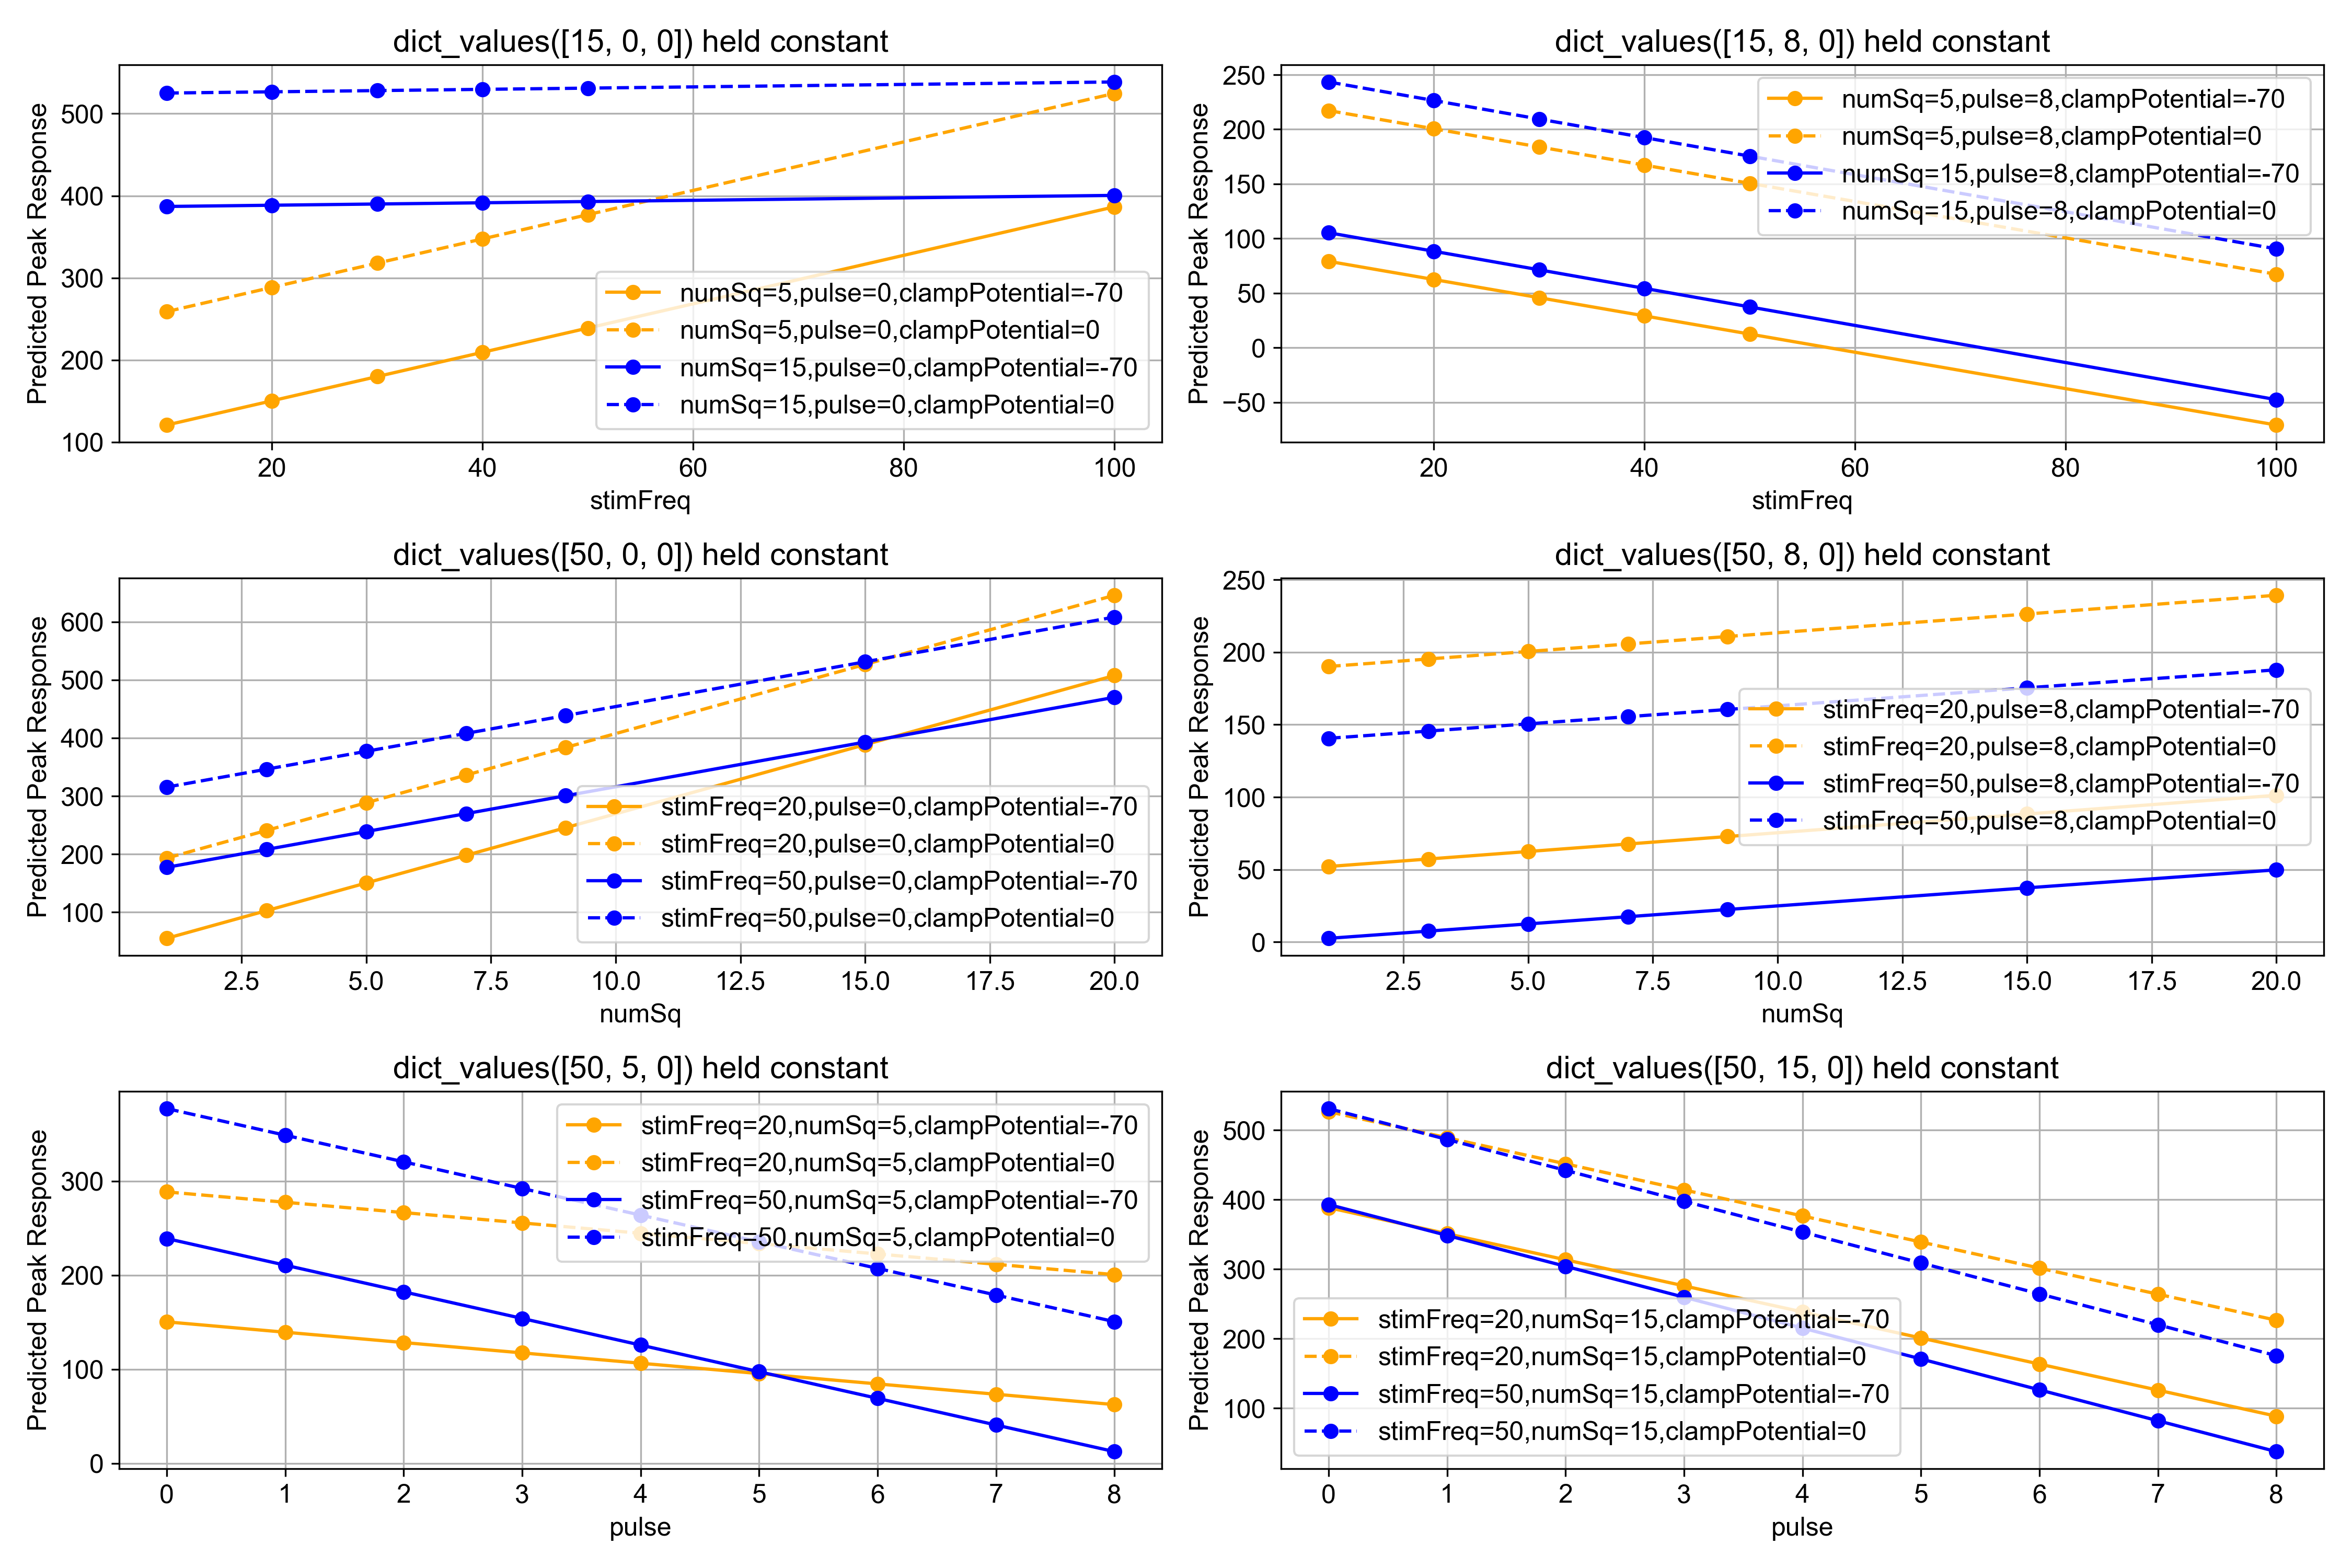 dict_values([15, 0, 0]) held constant
Predicted Peak Response
500
400
300
200
100
numSq=5,pulse=0,clampPotential=-70
numSq=5,pulse=0,clampPotential=0
numSq=15,pulse=0,clampPotential=-70
numSq=15,pulse=0,clampPotential=0
20 40 60 80 100
stimFreq
dict_values([15, 8, 0]) held constant
Predicted Peak Response
250
200
150
100
50
0
−50
numSq=5,pulse=8,clampPotential=-70
numSq=5,pulse=8,clampPotential=0
numSq=15,pulse=8,clampPotential=-70
numSq=15,pulse=8,clampPotential=0
20 40 60 80 100
stimFreq
dict_values([50, 0, 0]) held constant
Predicted Peak Response
600
500
400
300
200
100
stimFreq=20,pulse=0,clampPotential=-70
stimFreq=20,pulse=0,clampPotential=0
stimFreq=50,pulse=0,clampPotential=-70
stimFreq=50,pulse=0,clampPotential=0
2.5 5.0 7.5 10.0 12.5 15.0 17.5 20.0
numSq
dict_values([50, 8, 0]) held constant
Predicted Peak Response
250
200
150
100
50
0
stimFreq=20,pulse=8,clampPotential=-70
stimFreq=20,pulse=8,clampPotential=0
stimFreq=50,pulse=8,clampPotential=-70
stimFreq=50,pulse=8,clampPotential=0
2.5 5.0 7.5 10.0 12.5 15.0 17.5 20.0
numSq
dict_values([50, 5, 0]) held constant
Predicted Peak Response
300
200
100
0
stimFreq=20,numSq=5,clampPotential=-70
stimFreq=20,numSq=5,clampPotential=0
stimFreq=50,numSq=5,clampPotential=-70
stimFreq=50,numSq=5,clampPotential=0
0 1 2 3 4 5 6 7 8
pulse
dict_values([50, 15, 0]) held constant
Predicted Peak Response
500
400
300
200
100
stimFreq=20,numSq=15,clampPotential=-70
stimFreq=20,numSq=15,clampPotential=0
stimFreq=50,numSq=15,clampPotential=-70
stimFreq=50,numSq=15,clampPotential=0
0 1 2 3 4 5 6 7 8
pulse